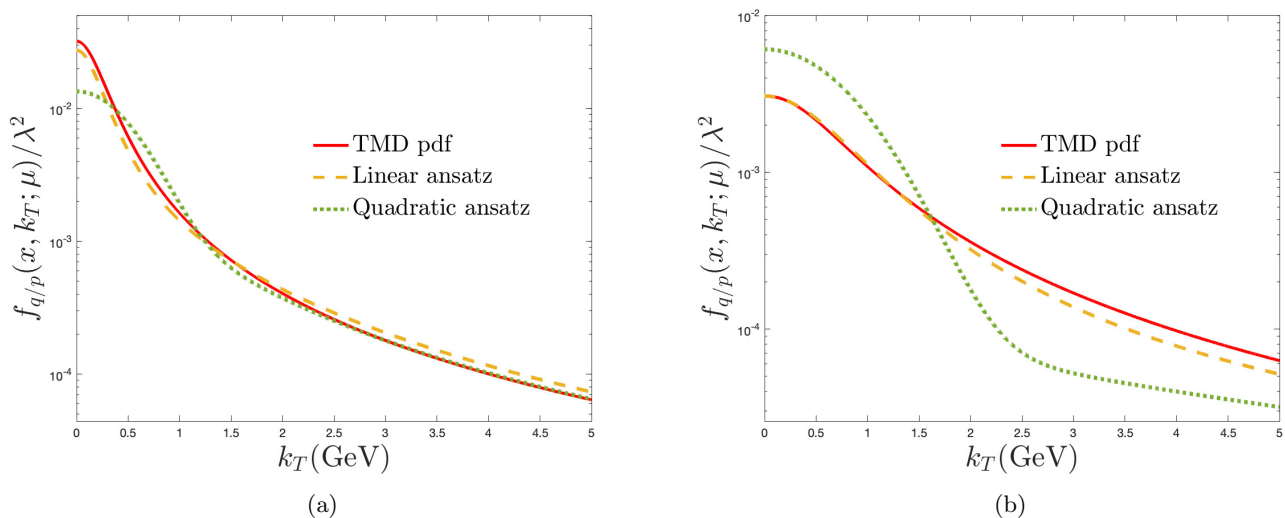 10^{-2}
10^{-3}
10^{-4}
f_{q/p}(x, k_T; μ)/λ^2
TMD pdf
Linear ansatz
Quadratic ansatz
0 0.5 1 1.5 2 2.5 3 3.5 4 4.5 5
k_T(GeV)
(a)
10^{-2}
10^{-3}
10^{-4}
f_{q/p}(x, k_T; μ)/λ^2
TMD pdf
Linear ansatz
Quadratic ansatz
0 0.5 1 1.5 2 2.5 3 3.5 4 4.5 5
k_T(GeV)
(b)